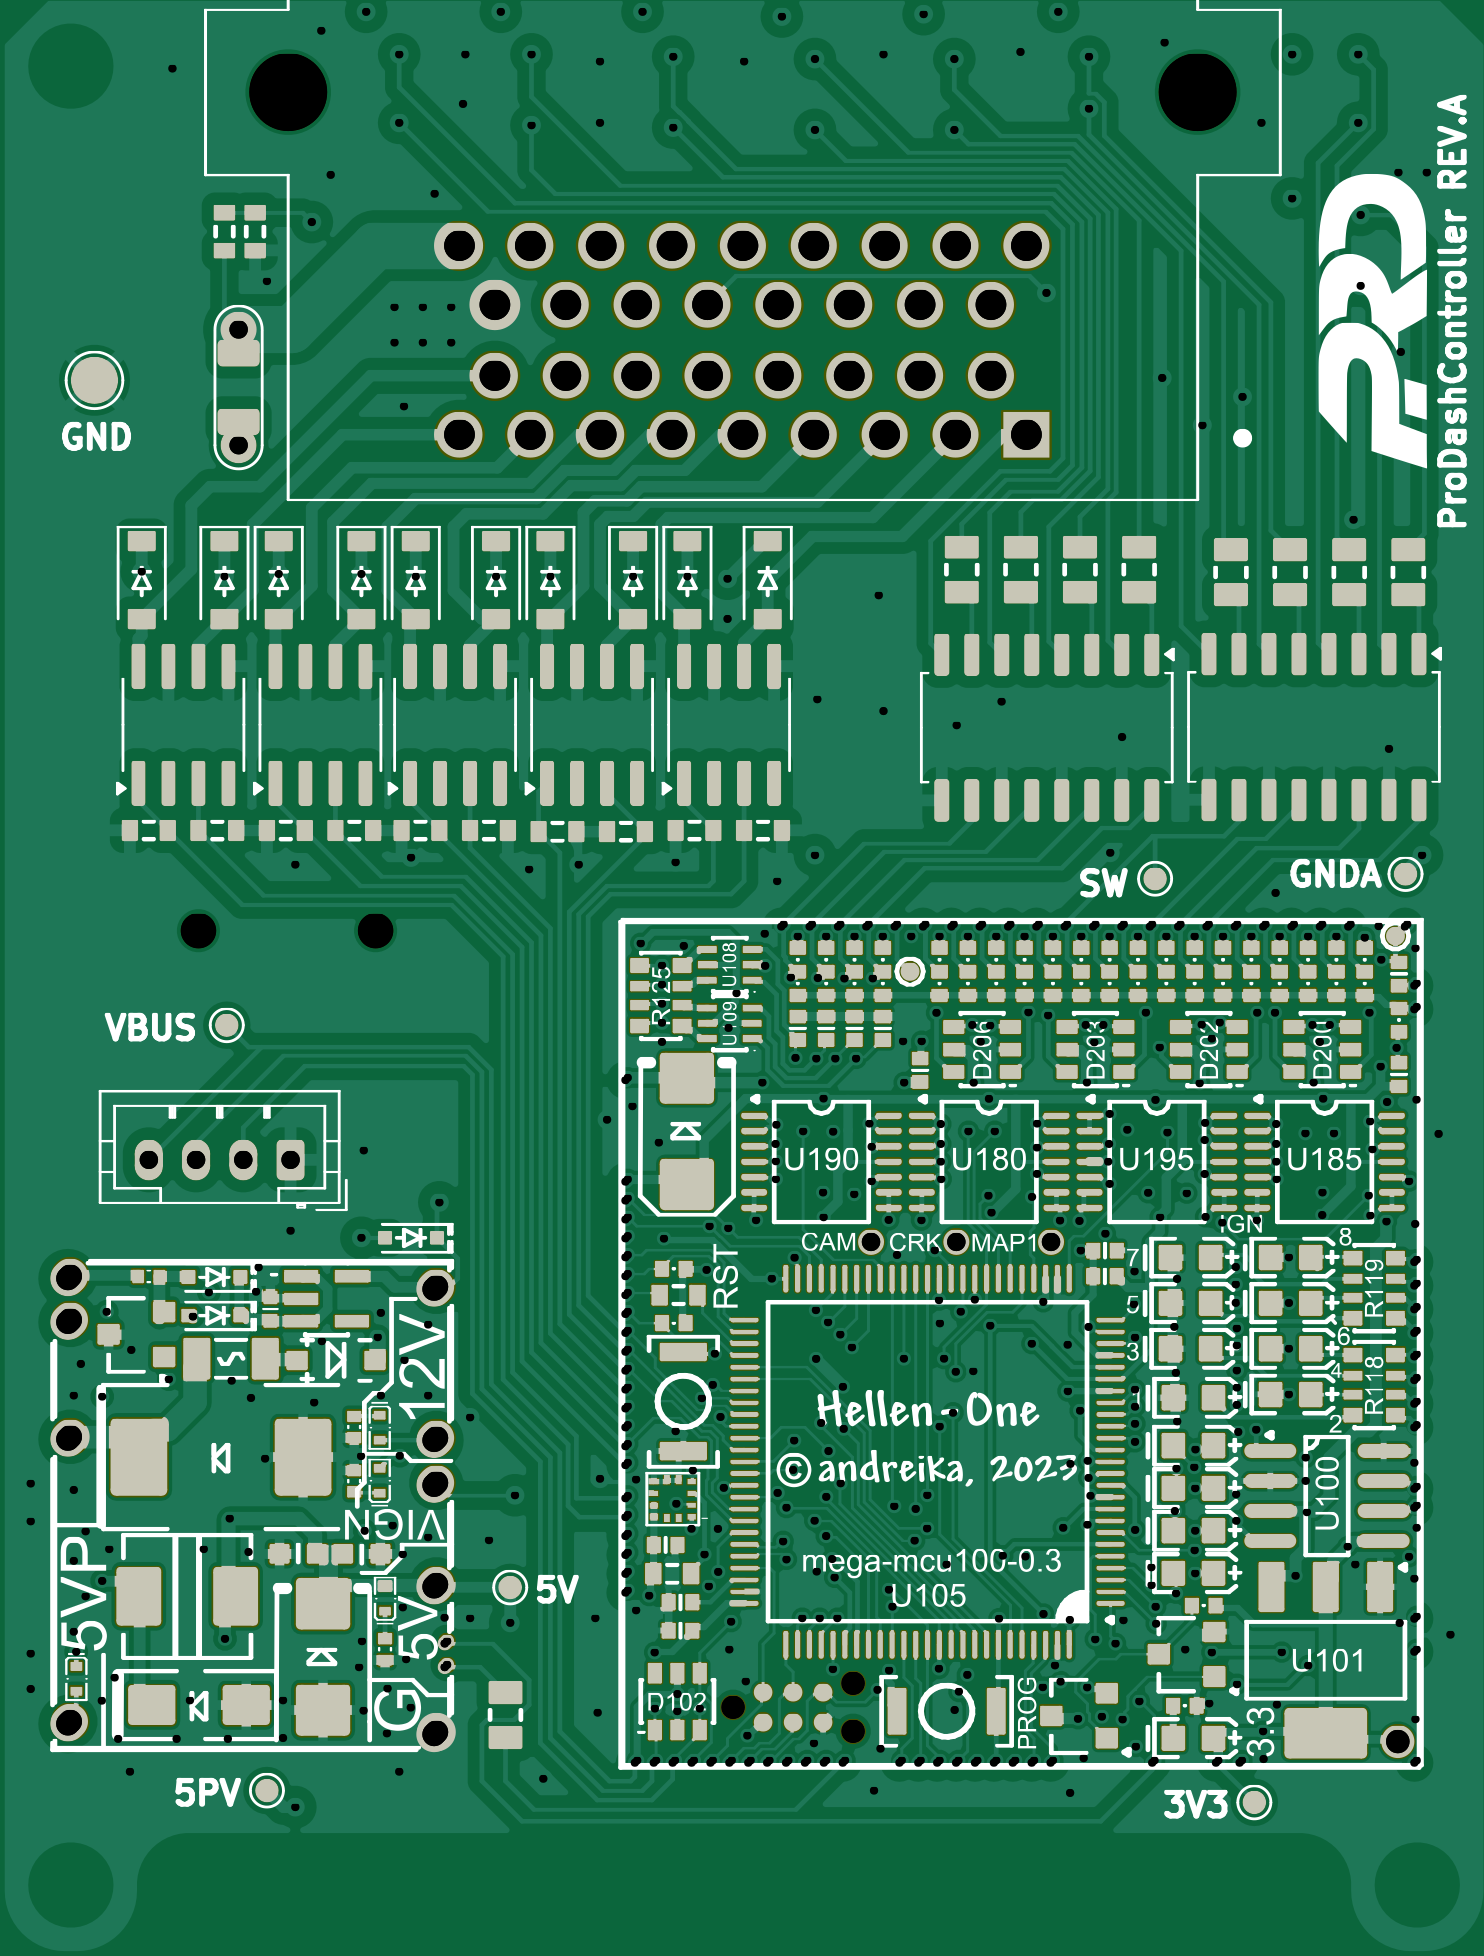 ProDashController REV.A
GND
SW
GNDA
VBUS
R125
U108
U109
D206
D203
D202
D201
U190
U180
U195
U185
CAM
CRK
MAP1
IGN
RST
7
8
5
3
6
1
4
2
R119
R118
12V
Hellen-One
©andreika, 2023
mega-mcu100-0.3
U105
U100
VIGN
5VP
5V
5V
G
U101
D102
PROG
3.3
5PV
3V3